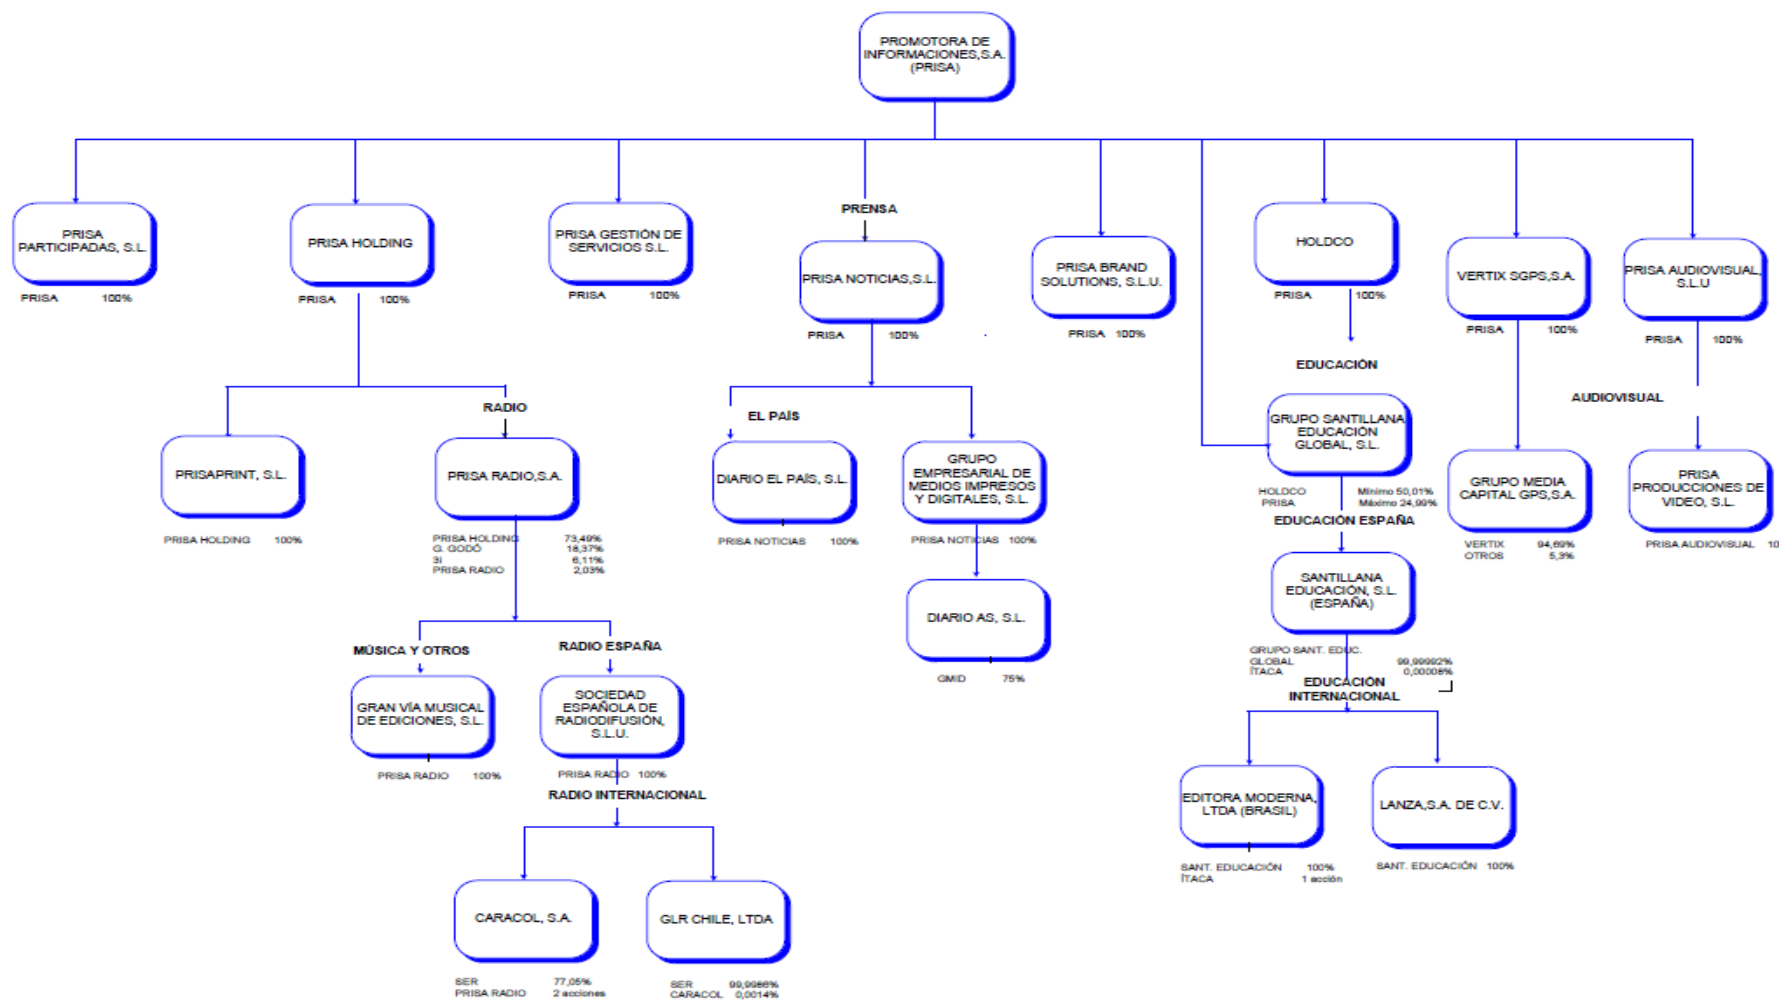 PROMOTORA DE
INFORMACIONES,S.A.
(PRISA)
PRISA
PARTICIPADAS, S.L.
PRISA 100%
PRISA HOLDING
PRISA 100%
PRISA GESTIÓN DE
SERVICIOS S.L.
PRISA 100%
PRENSA
PRISA NOTICIAS,S.L.
PRISA 100%
PRISA BRAND
SOLUTIONS, S.L.U.
PRISA 100%
HOLDCO
PRISA 100%
VERTIX SGPS,S.A.
PRISA 100%
PRISA AUDIOVISUAL,
S.L.U
PRISA 100%
EDUCACIÓN
AUDIOVISUAL
RADIO
EL PAÍS
PRISAPRINT, S.L.
PRISA HOLDING 100%
PRISA RADIO,S.A.
PRISA HOLDING 73,49%
G. GODÓ 18,37%
3i 6,11%
PRISA RADIO 2,03%
DIARIO EL PAÍS, S.L.
PRISA NOTICIAS 100%
GRUPO
EMPRESARIAL DE
MEDIOS IMPRESOS
Y DIGITALES, S.L.
PRISA NOTICIAS 100%
GRUPO SANTILLANA
EDUCACIÓN
GLOBAL, S.L.
HOLDCO Mínimo 50,01%
PRISA Máximo 24,99%
GRUPO MEDIA
CAPITAL GPS,S.A.
VERTIX 94,69%
OTROS 5,3%
PRISA
PRODUCCIONES DE
VIDEO, S.L.
PRISA AUDIOVISUAL 10
EDUCACIÓN ESPAÑA
SANTILLANA
EDUCACIÓN, S.L.
(ESPAÑA)
GRUPO SANT. EDUC.
GLOBAL 99,99992%
ÍTACA 0,00008%
DIARIO AS, S.L.
GMID 75%
MÚSICA Y OTROS
RADIO ESPAÑA
GRAN VÍA MUSICAL
DE EDICIONES, S.L.
PRISA RADIO 100%
SOCIEDAD
ESPAÑOLA DE
RADIODIFUSIÓN,
S.L.U.
PRISA RADIO 100%
EDUCACIÓN
INTERNACIONAL
EDITORA MODERNA,
LTDA (BRASIL)
SANT. EDUCACIÓN 100%
ÍTACA 1 acción
LANZA,S.A. DE C.V.
SANT. EDUCACIÓN 100%
RADIO INTERNACIONAL
CARACOL, S.A.
SER 77,05%
PRISA RADIO 2 acciones
GLR CHILE, LTDA
SER 99,9986%
CARACOL 0,0014%